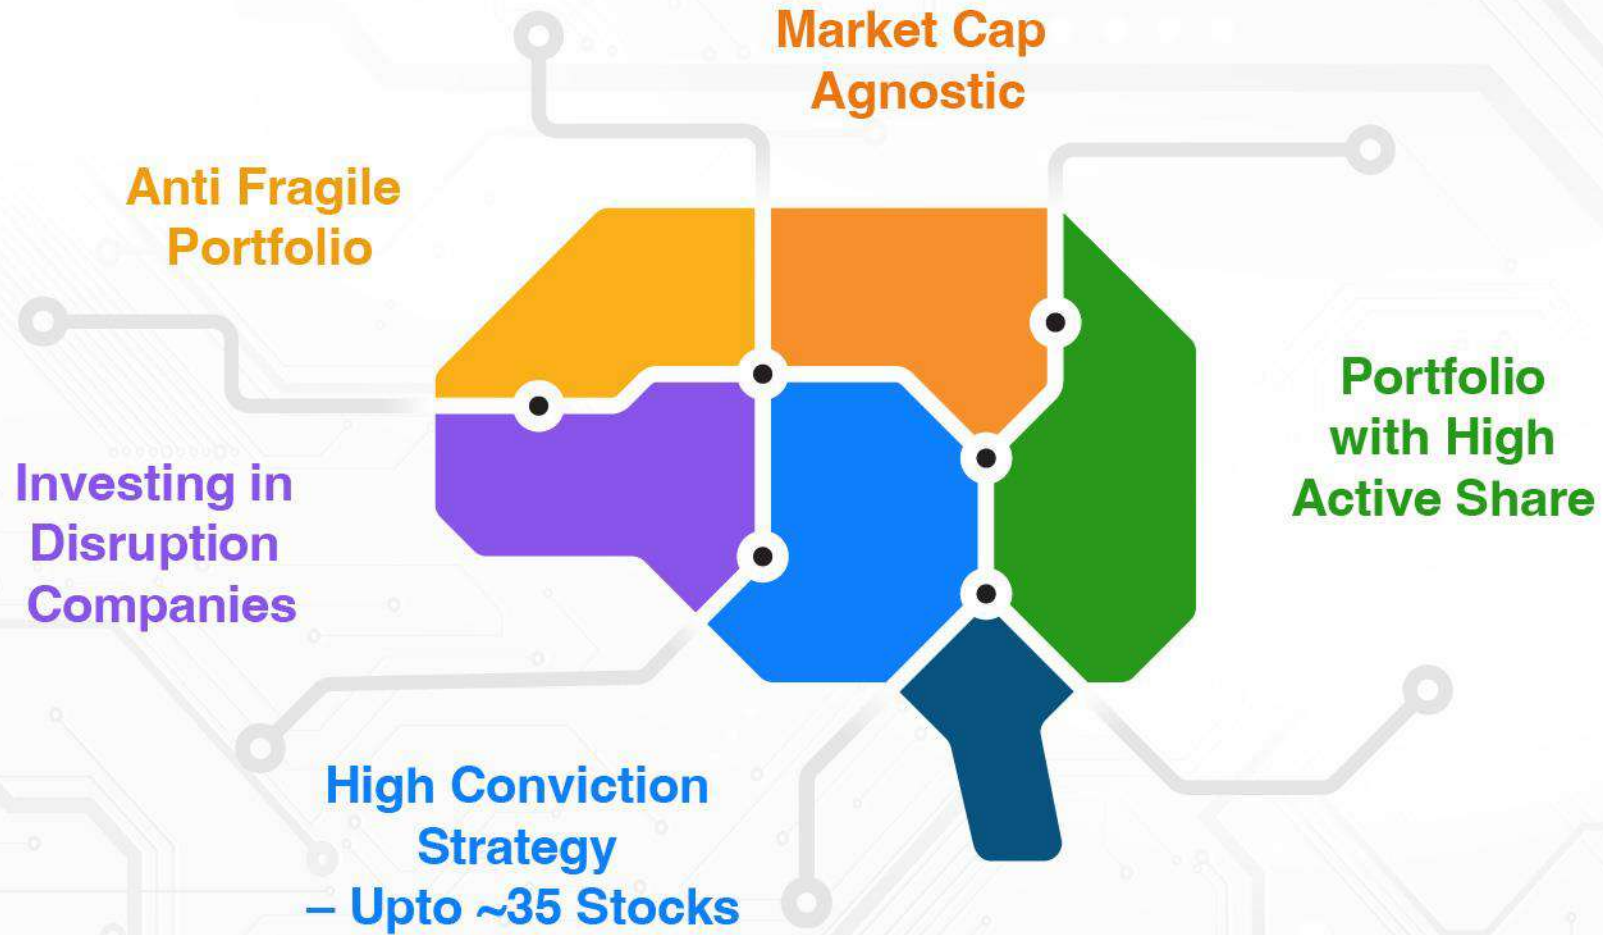 Market Cap
Agnostic
Anti Fragile
Portfolio
Portfolio
with High
Active Share
Investing in
Disruption
Companies
High Conviction
Strategy
– Upto ~35 Stocks